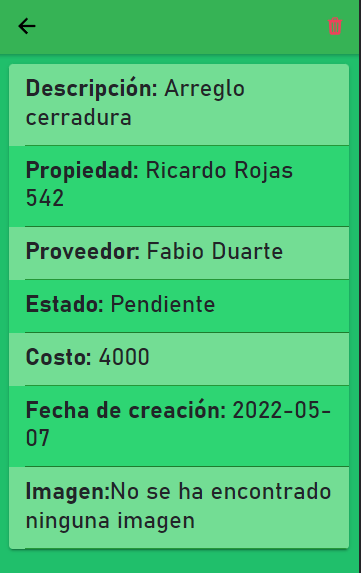 Descripción: Arreglo
cerradura
Propiedad: Ricardo Rojas
542
Proveedor: Fabio Duarte
Estado: Pendiente
Costo: 4000
Fecha de creación: 2022-05-
07
Imagen:No se ha encontrado
ninguna imagen